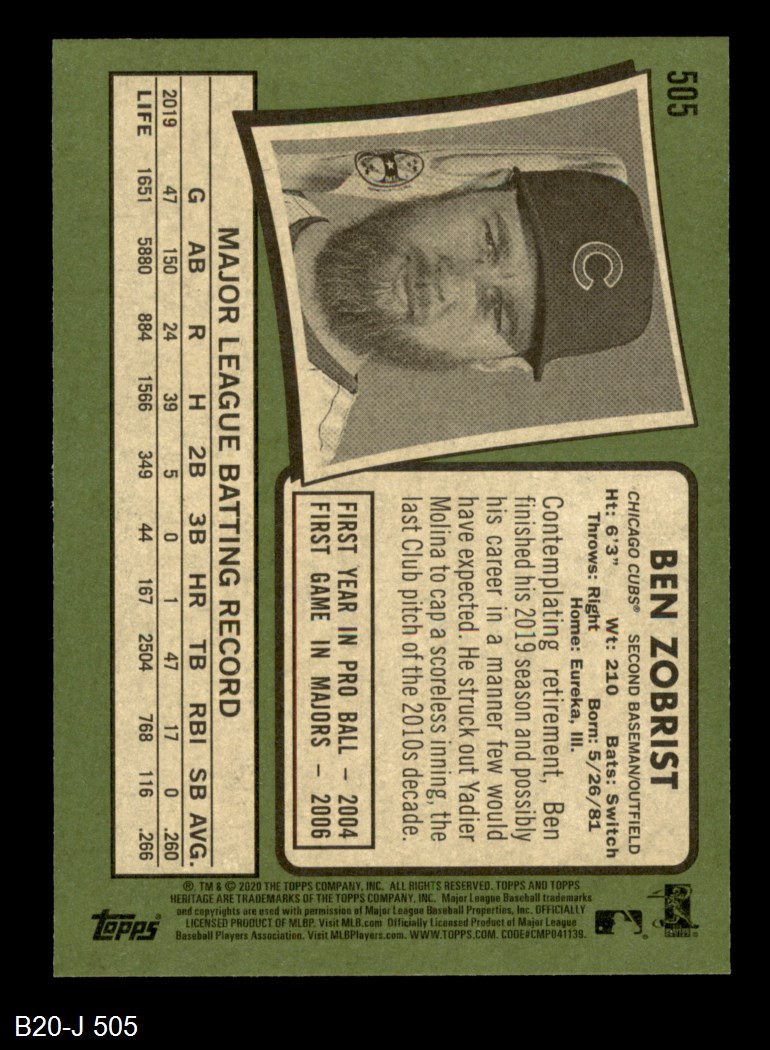 505
BEN ZOBRIST
CHICAGO CUBS® SECOND BASEMAN/OUTFIELD
Ht: 6'3" Wt: 210 Bats: Switch
Throws: Right Born: 5/26/81
Home: Eureka, Ill.
Contemplating retirement, Ben
finished his 2019 season and possibly
his career in a manner few would
have expected. He struck out Yadier
Molina to cap a scoreless inning, the
last Club pitch of the 2010s decade.
FIRST YEAR IN PRO BALL — 2004
FIRST GAME IN MAJORS — 2006
C
MAJOR LEAGUE BATTING RECORD
G AB R H 2B 3B HR TB RBI SB AVG.
2019 47 150 24 39 5 0 1 47 17 0 .260
LIFE 1651 5880 884 1566 349 44 167 2504 768 116 .266
®, TM & © 2020 THE TOPPS COMPANY, INC. ALL RIGHTS RESERVED. TOPPS AND TOPPS
HERITAGE ARE TRADEMARKS OF THE TOPPS COMPANY, INC. Major League Baseball trademarks
and copyrights are used with permission of Major League Baseball Properties, Inc. OFFICIALLY
LICENSED PRODUCT OF MLBP. Visit MLB.com Officially Licensed Product of Major League
Baseball Players Association. Visit MLBPlayers.com. WWW.TOPPS.COM. CODE#CMP041139.
topps®
B20-J 505